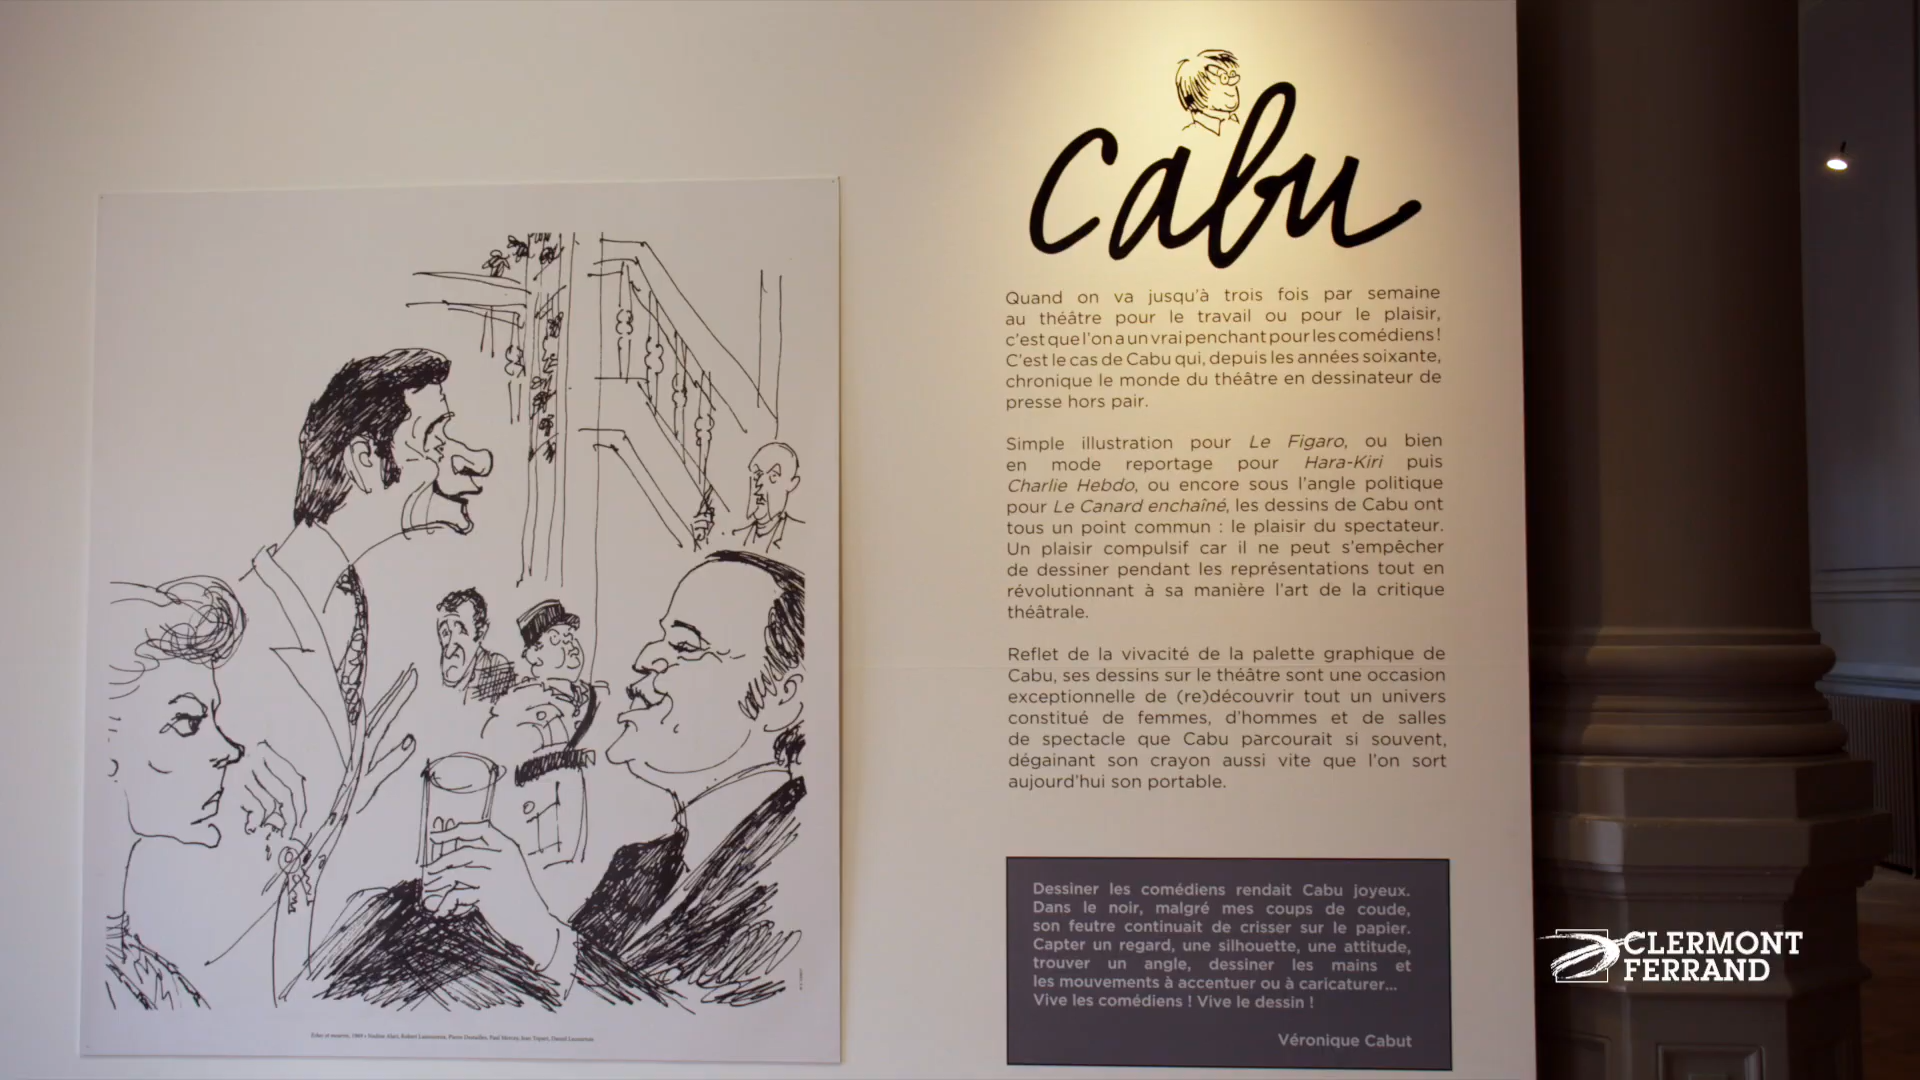 cabu
Quand on va jusqu'à trois fois par semaine
au théâtre pour le travail ou pour le plaisir,
c'est que l'on a un vrai penchant pour les comédiens !
C'est le cas de Cabu qui, depuis les années soixante,
chronique le monde du théâtre en dessinateur de
presse hors pair.
Simple illustration pour Le Figaro, ou bien
en mode reportage pour Hara-Kiri puis
Charlie Hebdo, ou encore sous l'angle politique
pour Le Canard enchaîné, les dessins de Cabu ont
tous un point commun : le plaisir du spectateur.
Un plaisir compulsif car il ne peut s'empêcher
de dessiner pendant les représentations tout en
révolutionnant à sa manière l'art de la critique
théâtrale.
Reflet de la vivacité de la palette graphique de
Cabu, ses dessins sur le théâtre sont une occasion
exceptionnelle de (re)découvrir tout un univers
constitué de femmes, d'hommes et de salles
de spectacle que Cabu parcourait si souvent,
dégainant son crayon aussi vite que l'on sort
aujourd'hui son portable.
Dessiner les comédiens rendait Cabu joyeux.
Dans le noir, malgré mes coups de coude,
son feutre continuait de crisser sur le papier.
Capter un regard, une silhouette, une attitude,
trouver un angle, dessiner les mains et
les mouvements à accentuer ou à caricaturer...
Vive les comédiens ! Vive le dessin !
Véronique Cabut
CLERMONT
FERRAND